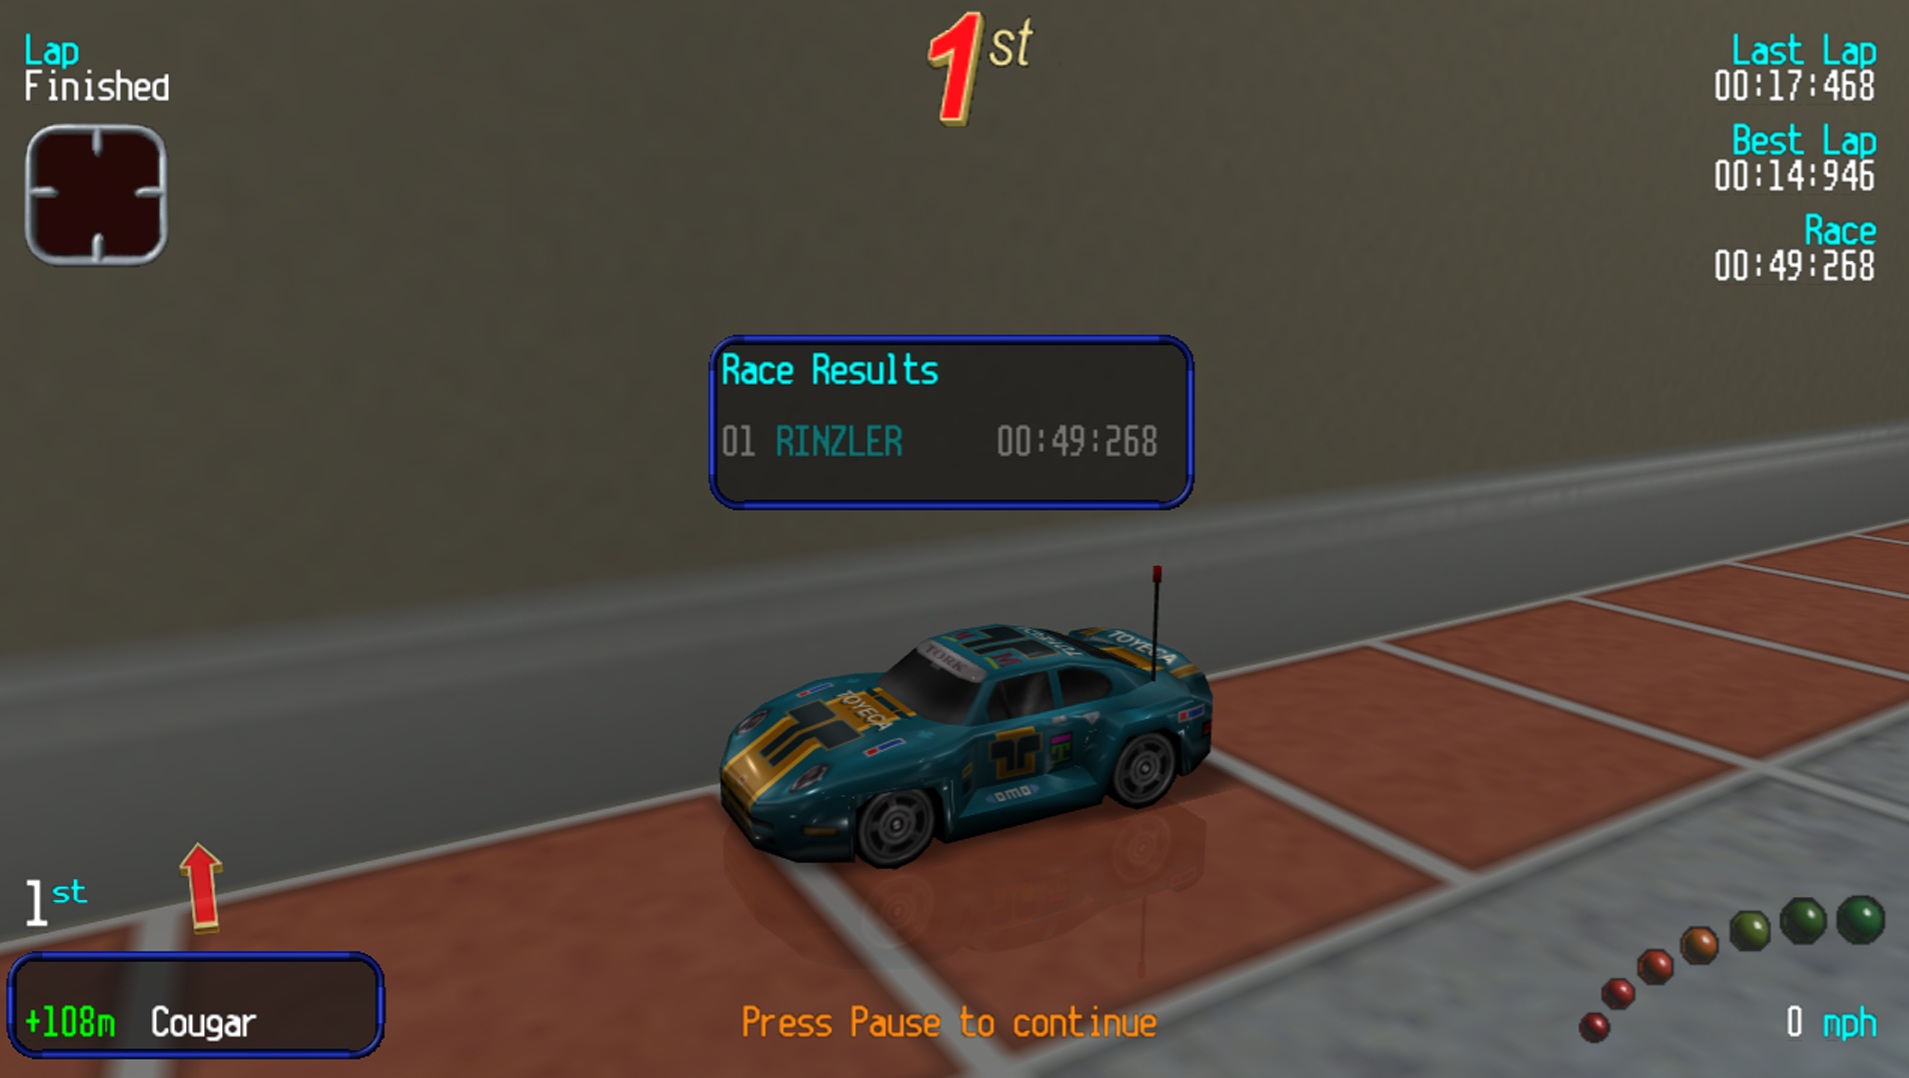 Lap
Finished
1st
Last Lap
00:17:468
Best Lap
00:14:946
Race
00:49:268
Race Results
01 RINZLER 00:49:268
TORK
TOYECA
TOYECA
OMO
1st
+108m Cougar
Press Pause to continue
0 mph